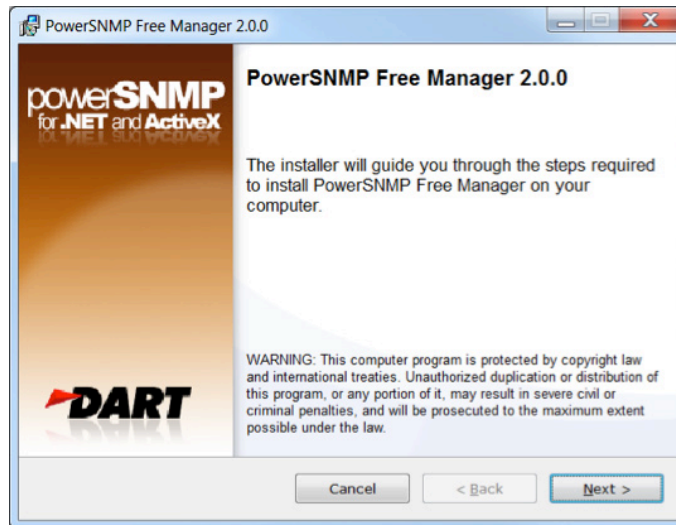 PowerSNMP Free Manager 2.0.0
powerSNMP
for .NET and ActiveX
PowerSNMP Free Manager 2.0.0
The installer will guide you through the steps required
to install PowerSNMP Free Manager on your
computer.
WARNING: This computer program is protected by copyright law
and international treaties. Unauthorized duplication or distribution of
this program, or any portion of it, may result in severe civil or
criminal penalties, and will be prosecuted to the maximum extent
possible under the law.
DART
Cancel
< Back
Next >